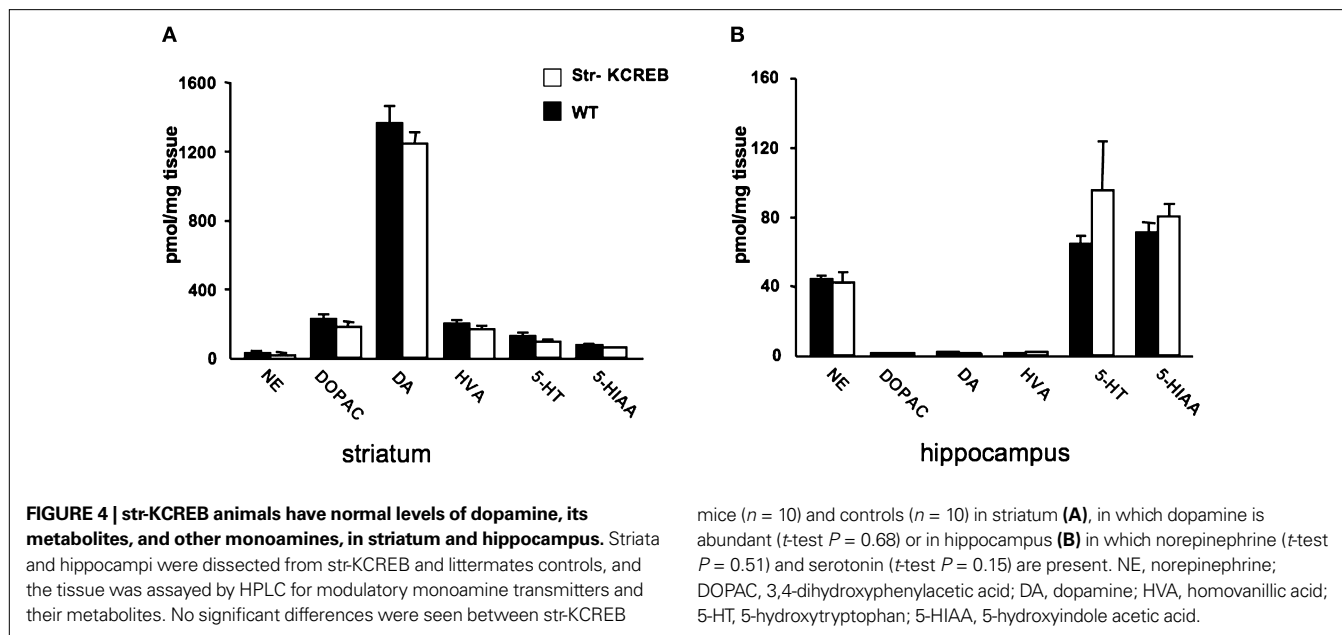 A
1600
1200
800
400
0
pmol/mg tissue
Str- KCREB
WT
NE
DOPAC
DA
HVA
5-HT
5-HIAA
striatum
B
160
120
80
40
0
pmol/mg tissue
NE
DOPAC
DA
HVA
5-HT
5-HIAA
hippocampus
FIGURE 4 | str-KCREB animals have normal levels of dopamine, its
metabolites, and other monoamines, in striatum and hippocampus. Striata
and hippocampi were dissected from str-KCREB and littermates controls, and
the tissue was assayed by HPLC for modulatory monoamine transmitters and
their metabolites. No significant differences were seen between str-KCREB
mice (n = 10) and controls (n = 10) in striatum (A), in which dopamine is
abundant (t-test P = 0.68) or in hippocampus (B) in which norepinephrine (t-test
P = 0.51) and serotonin (t-test P = 0.15) are present. NE, norepinephrine;
DOPAC, 3,4-dihydroxyphenylacetic acid; DA, dopamine; HVA, homovanillic acid;
5-HT, 5-hydroxytryptophan; 5-HIAA, 5-hydroxyindole acetic acid.